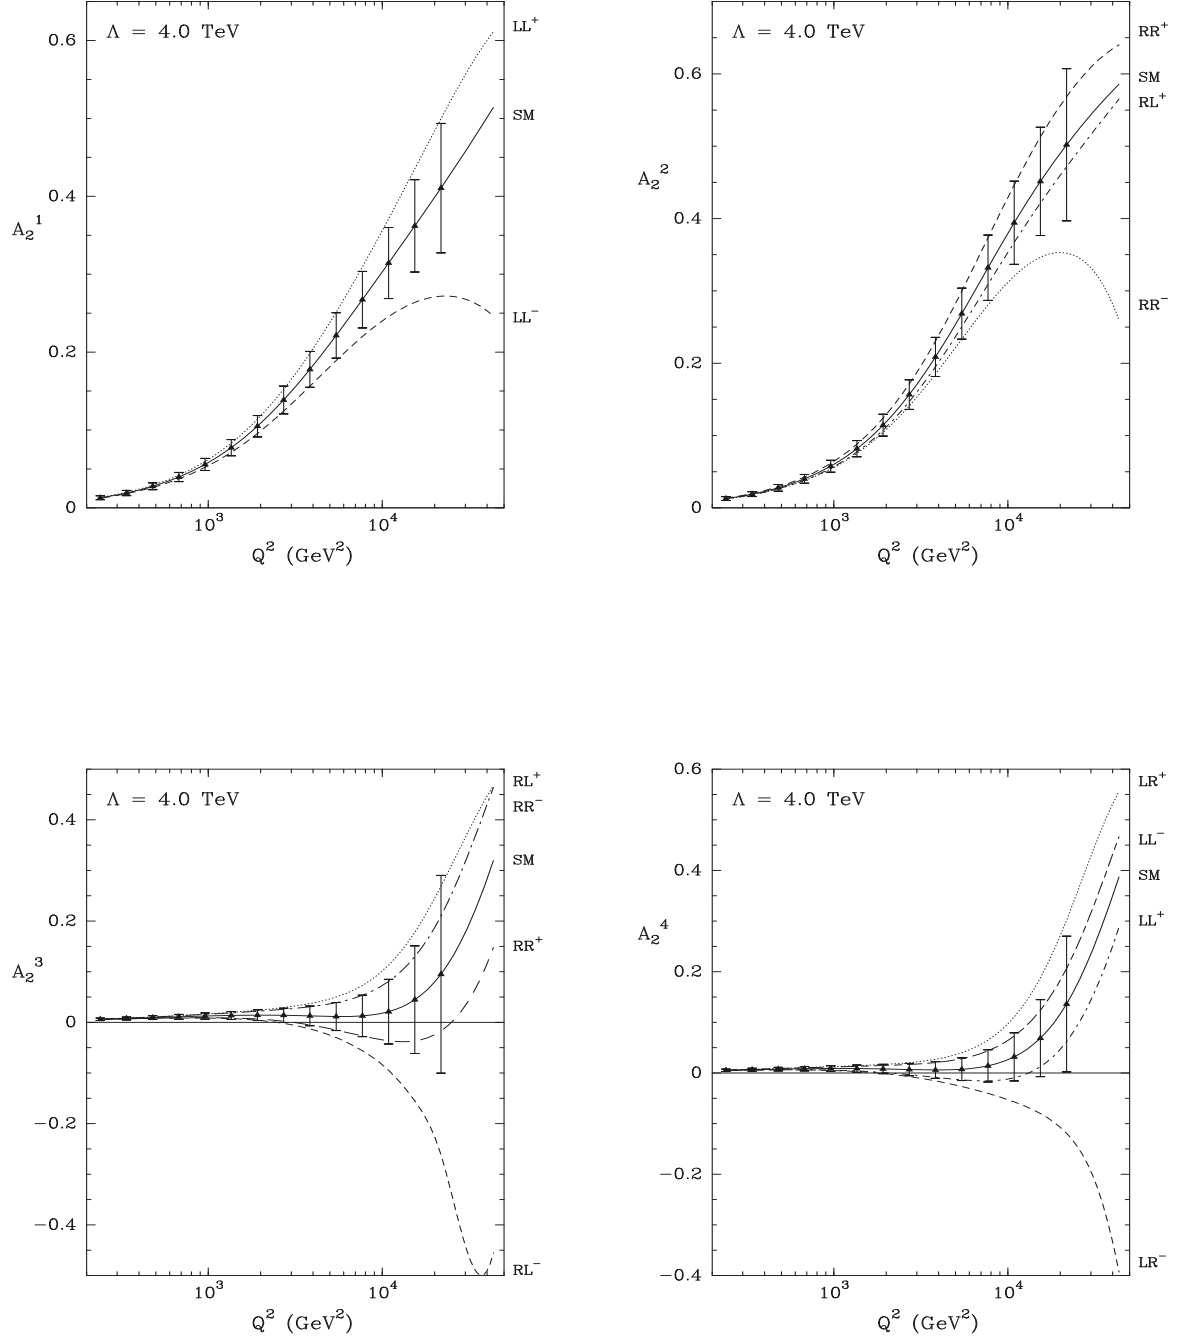 Λ = 4.0 TeV
0.6
0.4
0.2
0
A₂¹
LL⁺
SM
LL⁻
10³
10⁴
Q² (GeV²)
Λ = 4.0 TeV
0.6
0.4
0.2
0
A₂²
RR⁺
SM
RL⁺
RR⁻
10³
10⁴
Q² (GeV²)
Λ = 4.0 TeV
0.4
0.2
0
−0.2
−0.4
A₂³
RL⁺
RR⁻
SM
RR⁺
RL⁻
10³
10⁴
Q² (GeV²)
Λ = 4.0 TeV
0.6
0.4
0.2
0
−0.2
−0.4
A₂⁴
LR⁺
LL⁻
SM
LL⁺
LR⁻
10³
10⁴
Q² (GeV²)